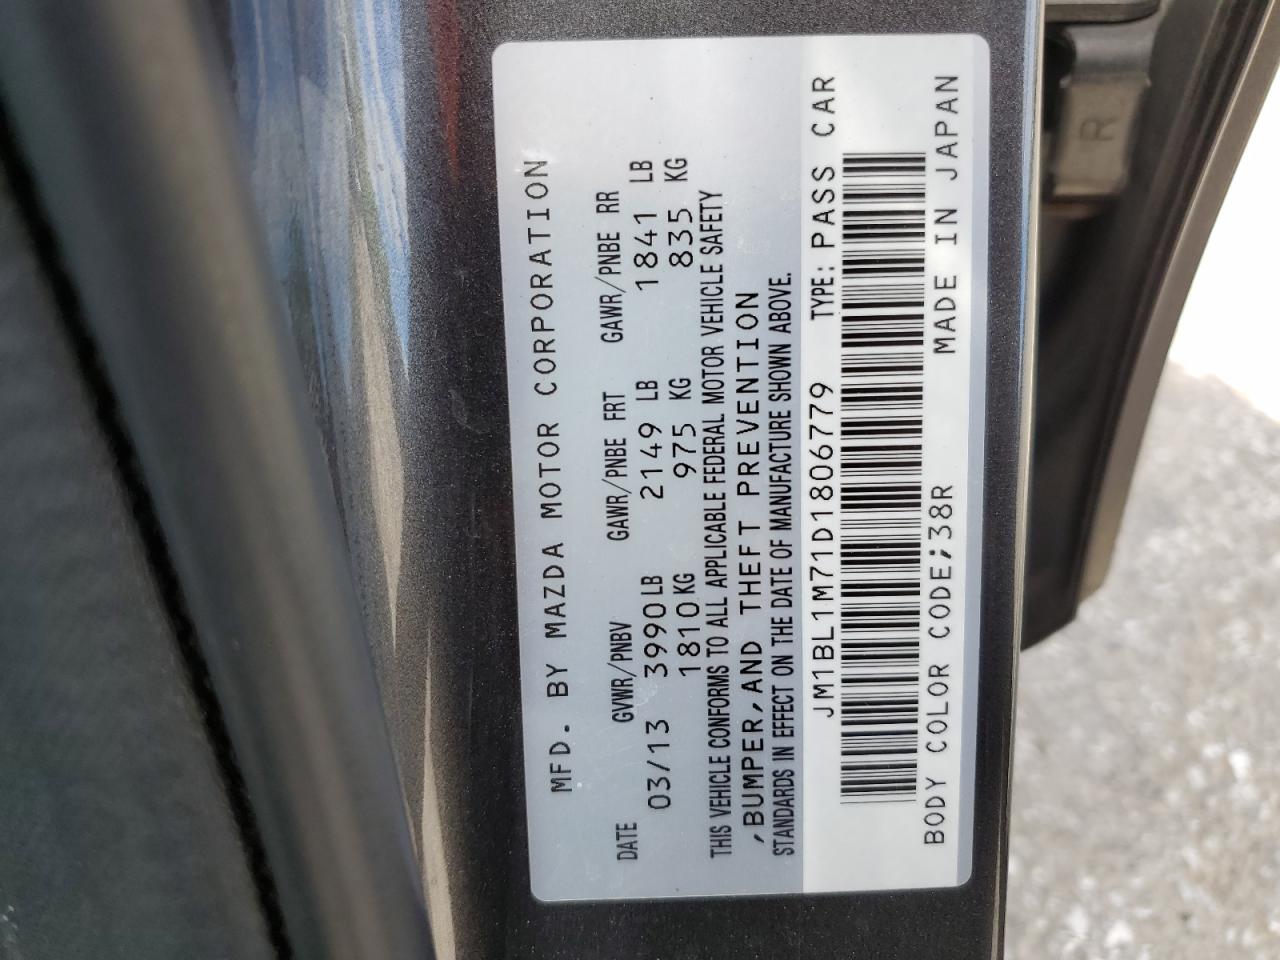 MFD. BY MAZDA MOTOR CORPORATION
DATE GVWR/PNBV GAWR/PNBE FRT GAWR/PNBE RR
03/13 3990LB 2149 LB 1841 LB
1810KG 975 KG 835 KG
THIS VEHICLE CONFORMS TO ALL APPLICABLE FEDERAL MOTOR VEHICLE SAFETY
,BUMPER,AND THEFT PREVENTION
STANDARDS IN EFFECT ON THE DATE OF MANUFACTURE SHOWN ABOVE.
JM1BL1M71D1806779 TYPE: PASS CAR
BODY COLOR CODE;38R MADE IN JAPAN
R